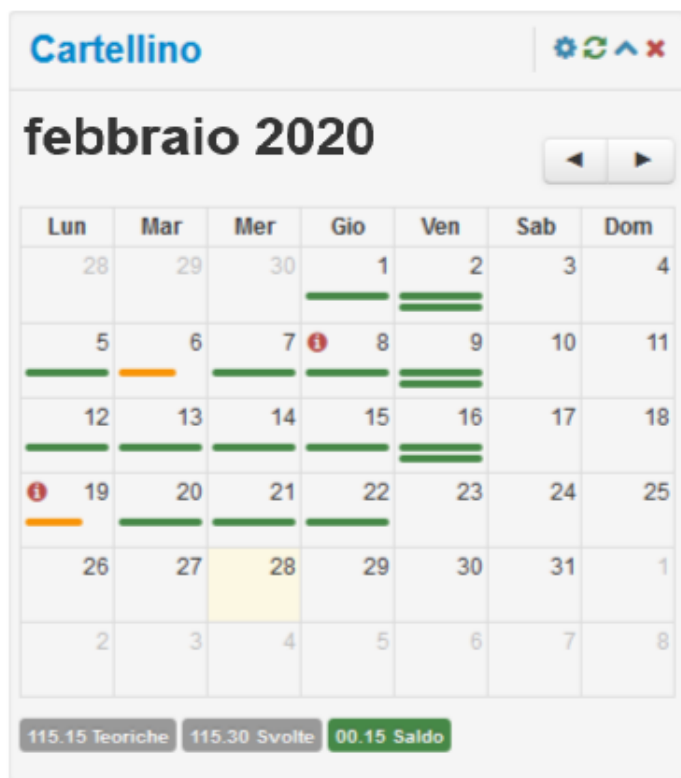 Cartellino
febbraio 2020
Lun Mar Mer Gio Ven Sab Dom
28 29 30 1 2 3 4
5 6 7 8 9 10 11
12 13 14 15 16 17 18
19 20 21 22 23 24 25
26 27 28 29 30 31 1
2 3 4 5 6 7 8
115.15 Teoriche 115.30 Svolte 00.15 Saldo